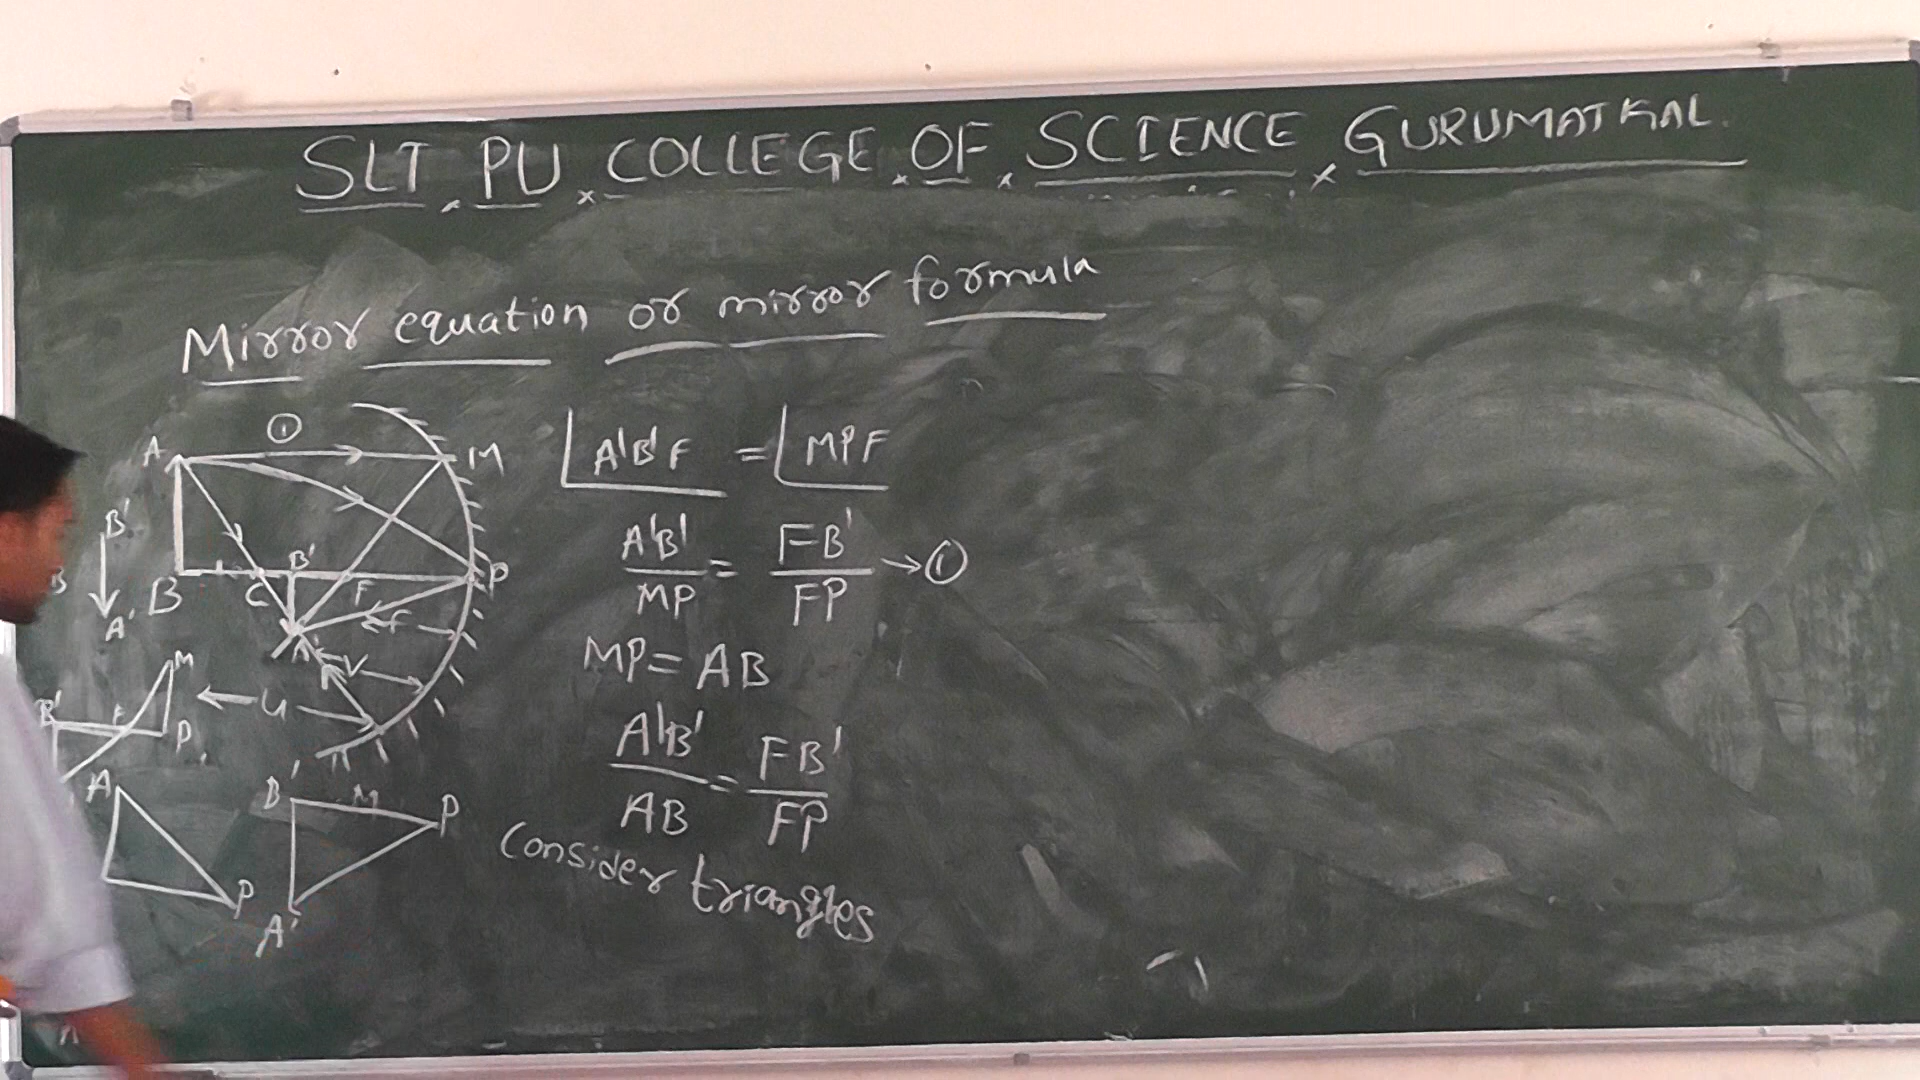 SLT PU COLLEGE OF SCIENCE GURUMATKAL.
Mirror equation or mirror formula
①
A M
B' B C B' F P
A'
f
v
u
M
B' F P
A P
B' M P
A'
A'B'F = MPF
A'B' / MP = FB' / FP → ①
MP = AB
A'B' / AB = FB' / FP
Consider triangles